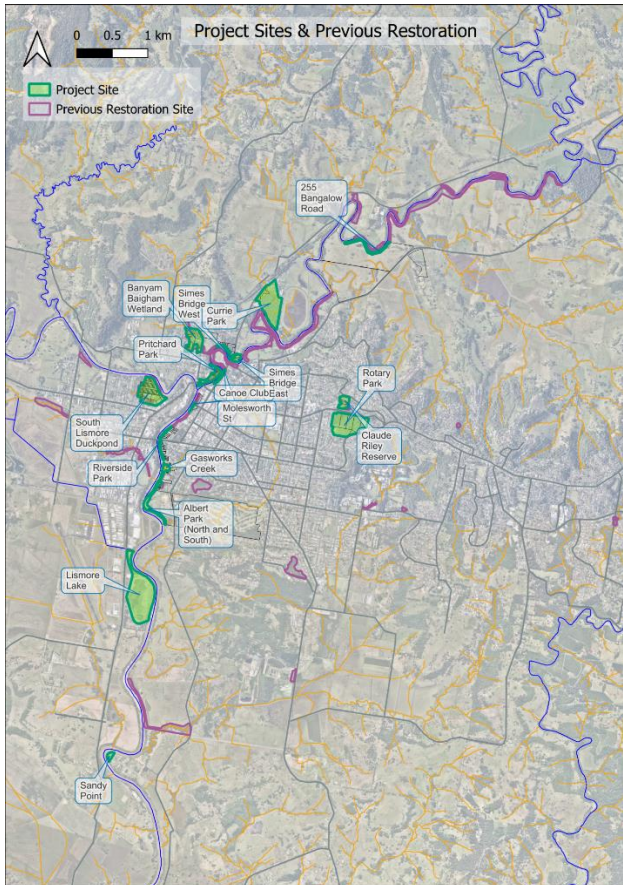 Project Sites & Previous Restoration
0 0.5 1 km
Project Site
Previous Restoration Site
255
Bangalow
Road
Banyam
Baigham
Wetland
Simes
Bridge
West
Currie
Park
Pritchard
Park
Simes
Bridge
East
Canoe Club
Molesworth
St
Rotary
Park
South
Lismore
Duckpond
Claude
Riley
Reserve
Riverside
Park
Gasworks
Creek
Albert
Park
(North and
South)
Lismore
Lake
Sandy
Point